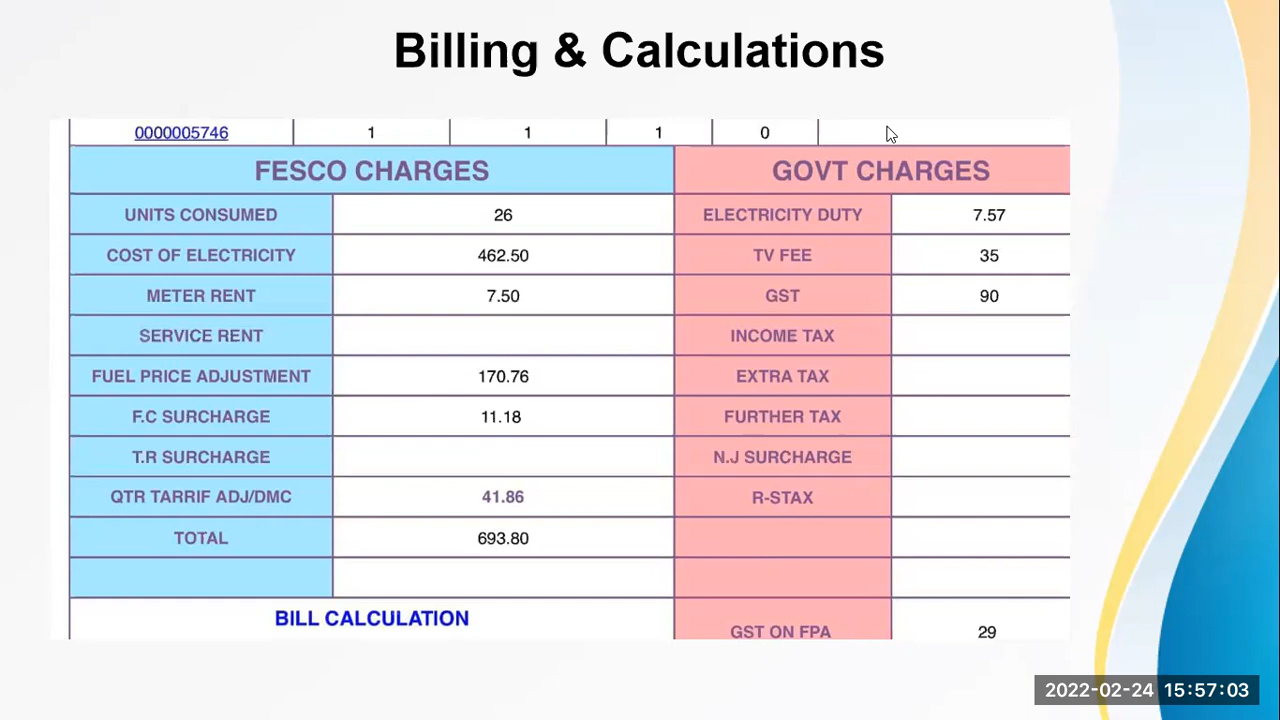 Billing & Calculations
0000005746 1 1 1 0
FESCO CHARGES GOVT CHARGES
UNITS CONSUMED 26 ELECTRICITY DUTY 7.57
COST OF ELECTRICITY 462.50 TV FEE 35
METER RENT 7.50 GST 90
SERVICE RENT INCOME TAX
FUEL PRICE ADJUSTMENT 170.76 EXTRA TAX
F.C SURCHARGE 11.18 FURTHER TAX
T.R SURCHARGE N.J SURCHARGE
QTR TARRIF ADJ/DMC 41.86 R-STAX
TOTAL 693.80
BILL CALCULATION
GST ON FPA 29
2022-02-24 15:57:03